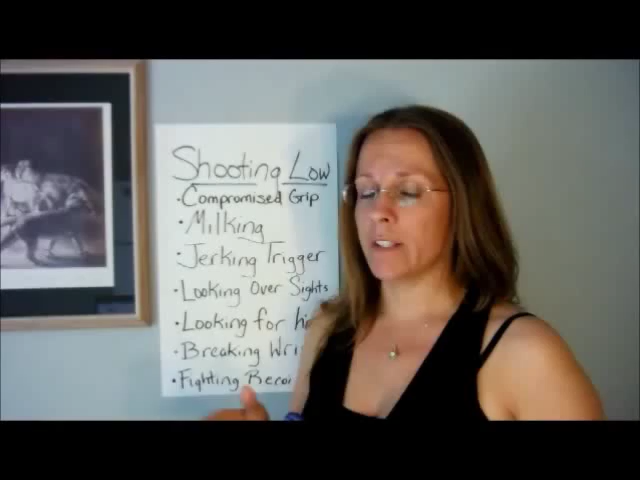 Shooting Low
• Compromised Grip
• Milking
• Jerking Trigger
• Looking Over Sights
• Looking for
• Breaking
• Fighting